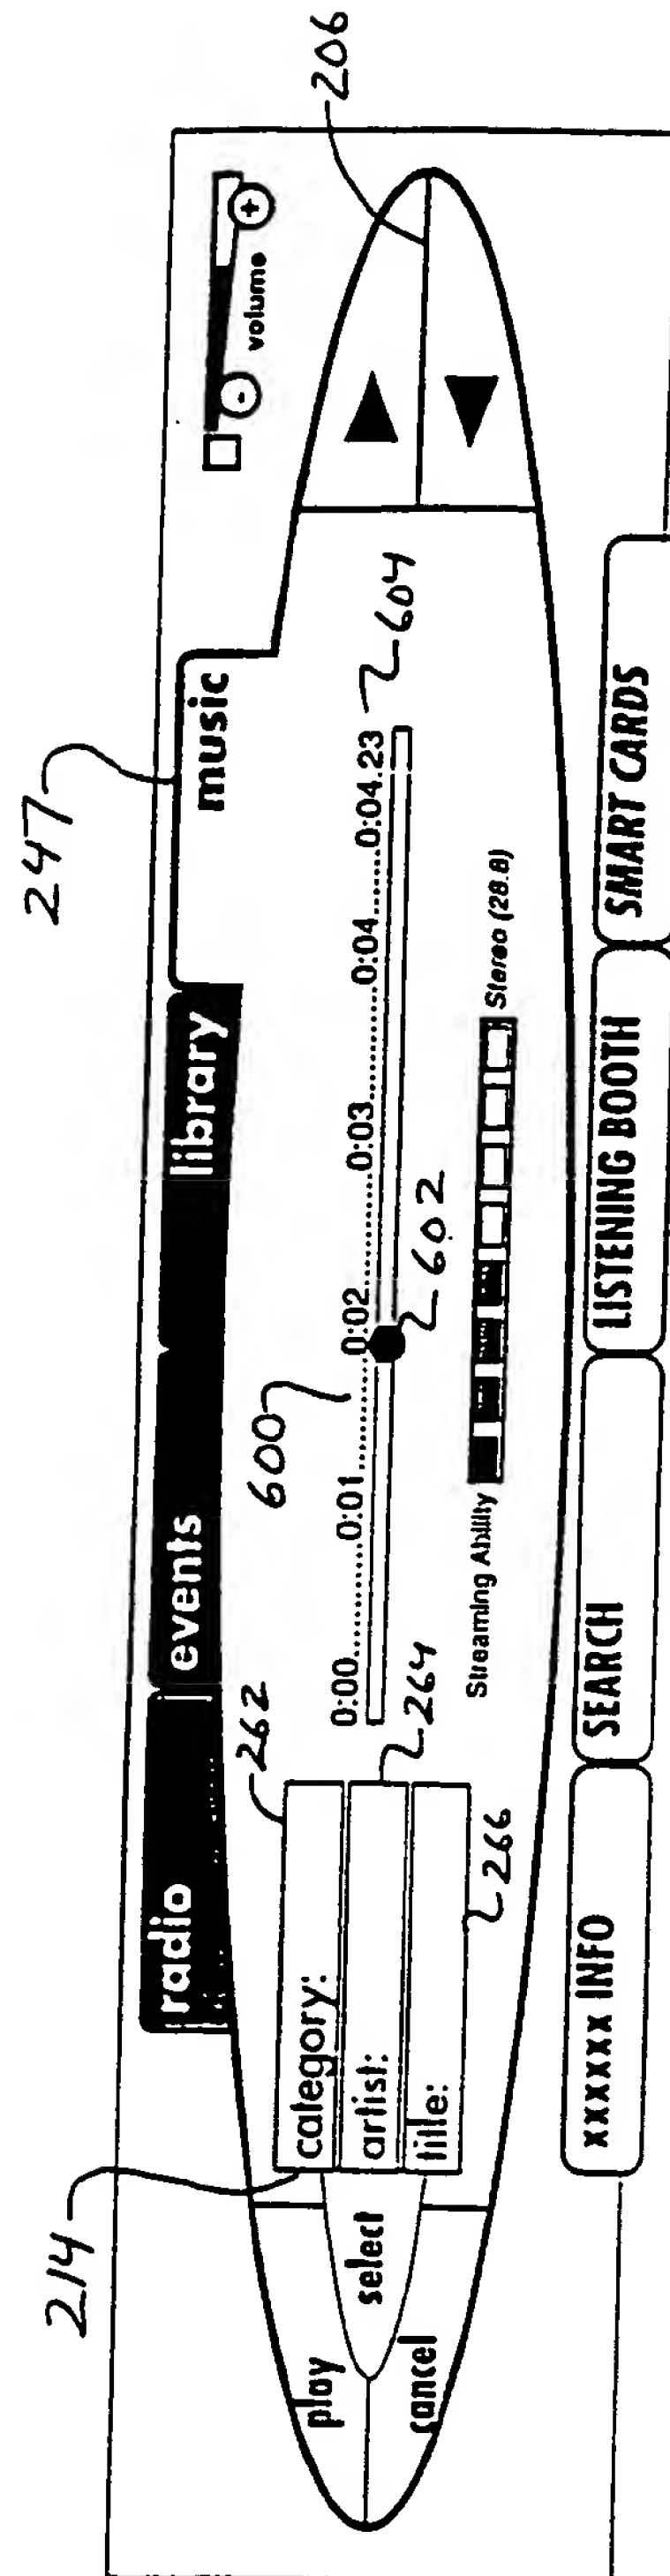 206
247
214
radio events library music
- + volume
262
600
604
category:
artist:
title:
264
266
602
play
select
cancel
0:00..........0:01..........0:02..........0:03..........0:04.......0:04.23
Streaming Ability Stereo (28.8)
xxxxxx INFO SEARCH LISTENING BOOTH SMART CARDS